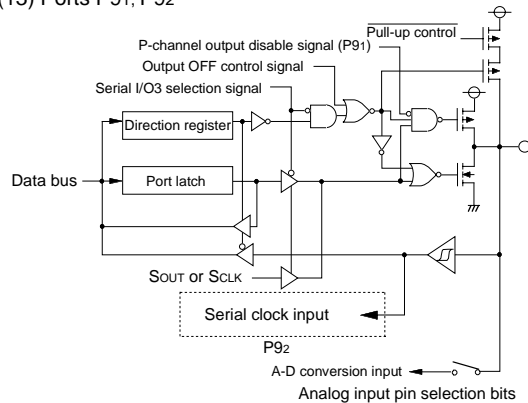 (15) Ports P91, P92
Pull-up control
P-channel output disable signal (P91)
Output OFF control signal
Serial I/O3 selection signal
Direction register
Data bus
Port latch
SOUT or SCLK
Serial clock input
P92
A-D conversion input
Analog input pin selection bits